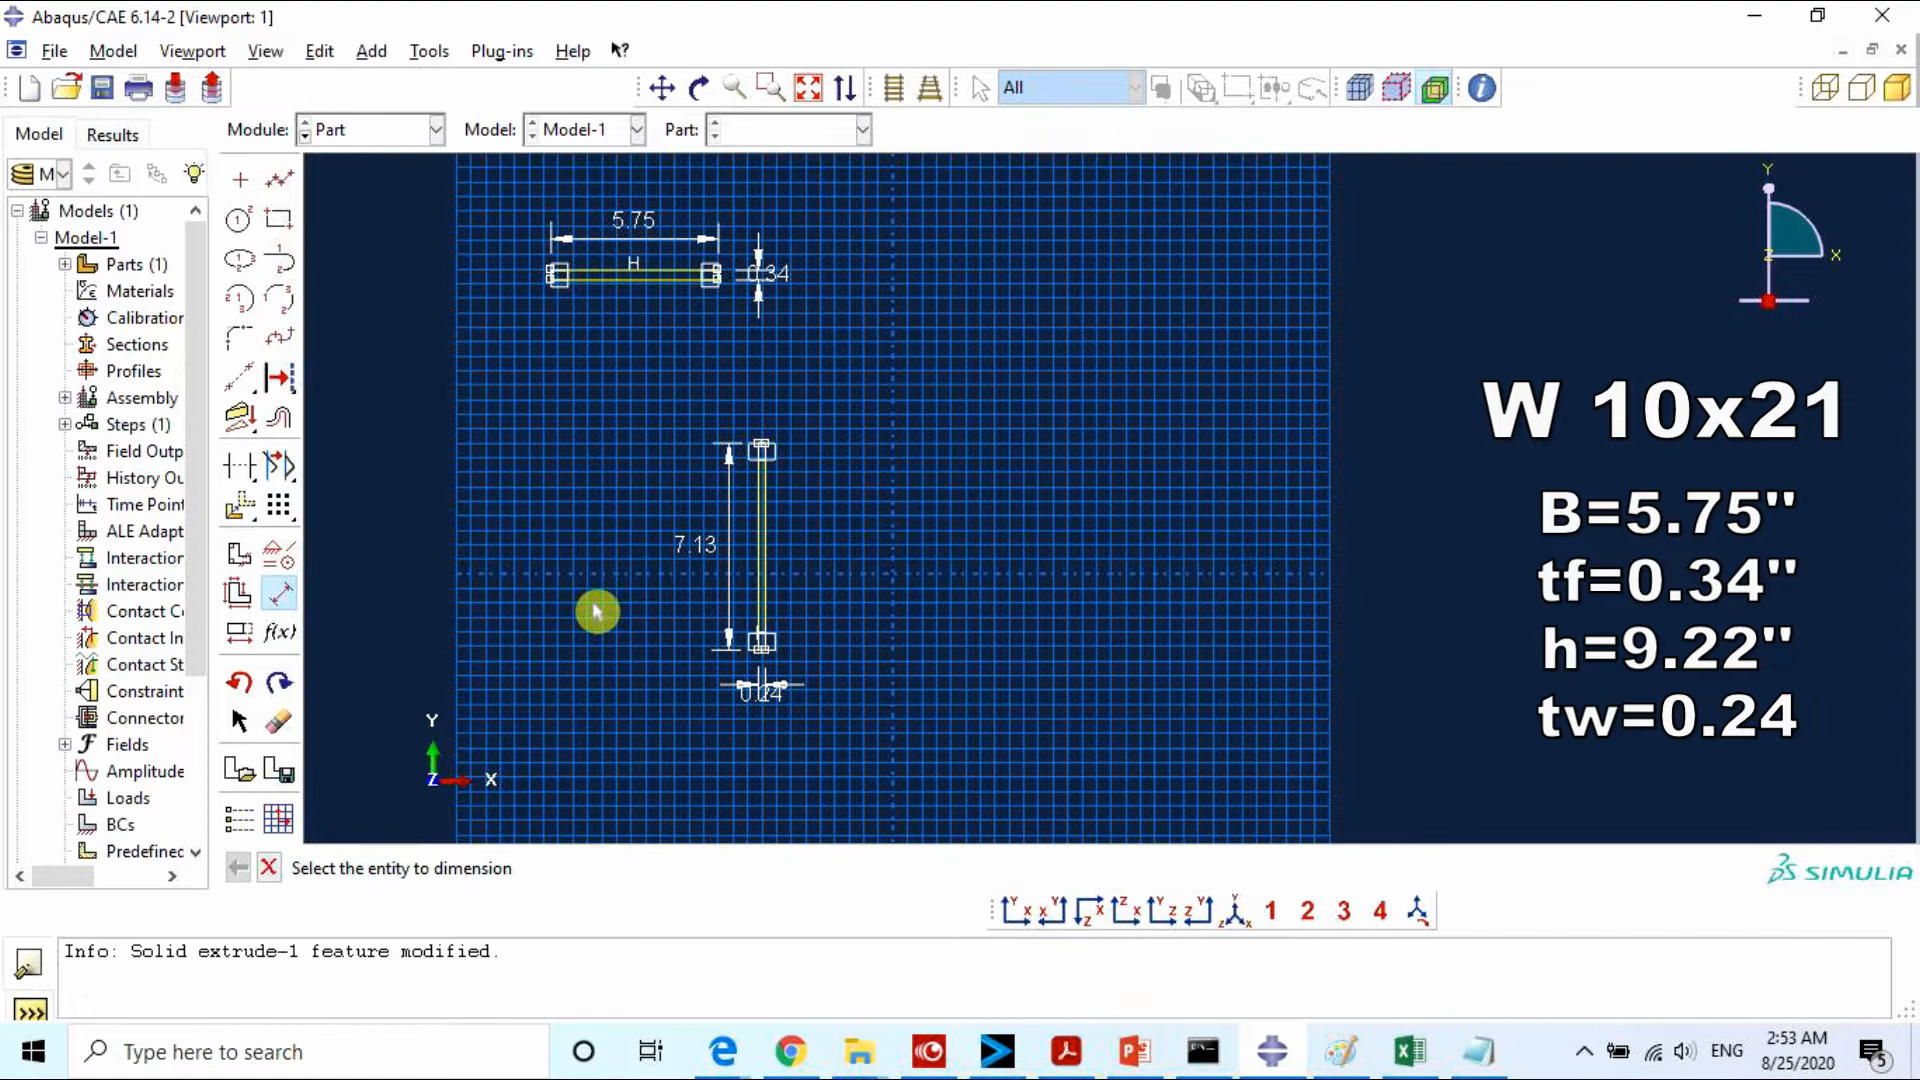 Abaqus/CAE 6.14-2 [Viewport: 1]
File Model Viewport View Edit Add Tools Plug-ins Help
All
Model Results
Module: Part Model: Model-1 Part:
M
Models (1)
Model-1
Parts (1)
Materials
Calibration
Sections
Profiles
Assembly
Steps (1)
Field Outp
History Ou
Time Point
ALE Adapt
Interaction
Interaction
Contact Co
Contact In
Contact St
Constraint
Connector
Fields
Amplitude
Loads
BCs
Predefined
f(x)
5.75
H
0.34
7.13
0.24
Y
Z X
Y
Z X
W 10x21
B=5.75''
tf=0.34''
h=9.22''
tw=0.24
Select the entity to dimension
SIMULIA
1 2 3 4
Info: Solid extrude-1 feature modified.
>>>
Type here to search
ENG
2:53 AM
8/25/2020
5